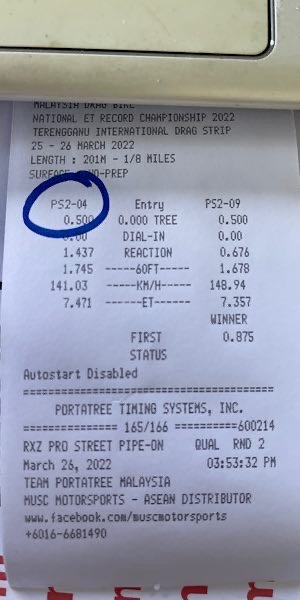 MALAYSIA DRAG BIKE
NATIONAL ET RECORD CHAMPIONSHIP 2022
TERENGGANU INTERNATIONAL DRAG STRIP
25 - 26 MARCH 2022
LENGTH : 201M - 1/8 MILES
SURFACE NO-PREP
PS2-04 Entry PS2-09
0.500 0.000 TREE 0.500
0.00 DIAL-IN 0.00
1.437 REACTION 0.676
1.745 -----60FT----- 1.678
141.03 -----KM/H----- 148.94
7.471 ------ET------ 7.357
WINNER
FIRST 0.875
STATUS
Autostart Disabled
========================================
PORTATREE TIMING SYSTEMS, INC.
=============== 165/166 ==========600214
RXZ PRO STREET PIPE-ON QUAL RND 2
March 26, 2022 03:53:32 PM
TEAM PORTATREE MALAYSIA
MUSC MOTORSPORTS - ASEAN DISTRIBUTOR
www.facebook.com/muscmotorsports
+6016-6681490